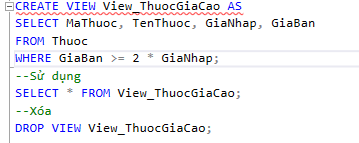 CREATE VIEW View_ThuocGiaCao AS
SELECT MaThuoc, TenThuoc, GiaNhap, GiaBan
FROM Thuoc
WHERE GiaBan >= 2 * GiaNhap;
--Sử dụng
SELECT * FROM View_ThuocGiaCao;
--Xóa
DROP VIEW View_ThuocGiaCao;